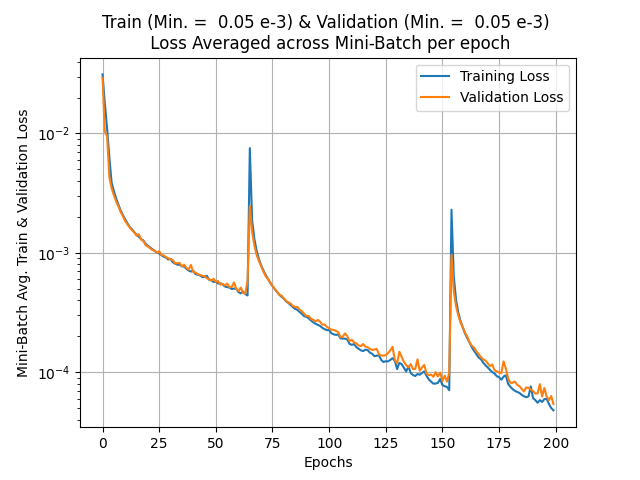 Train (Min. =  0.05 e-3) & Validation (Min. =  0.05 e-3)
Loss Averaged across Mini-Batch per epoch
Training Loss
Validation Loss
Mini-Batch Avg. Train & Validation Loss
10⁻²
10⁻³
10⁻⁴
0 25 50 75 100 125 150 175 200
Epochs